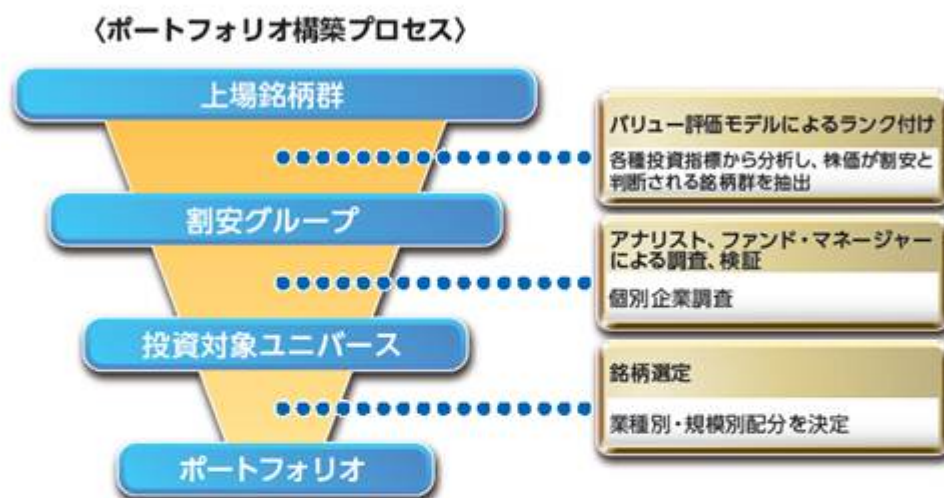 〈ポートフォリオ構築プロセス〉
上場銘柄群
バリュー評価モデルによるランク付け
各種投資指標から分析し、株価が割安と
判断される銘柄群を抽出
割安グループ
アナリスト、ファンド・マネージャー
による調査、検証
個別企業調査
投資対象ユニバース
銘柄選定
業種別・規模別配分を決定
ポートフォリオ